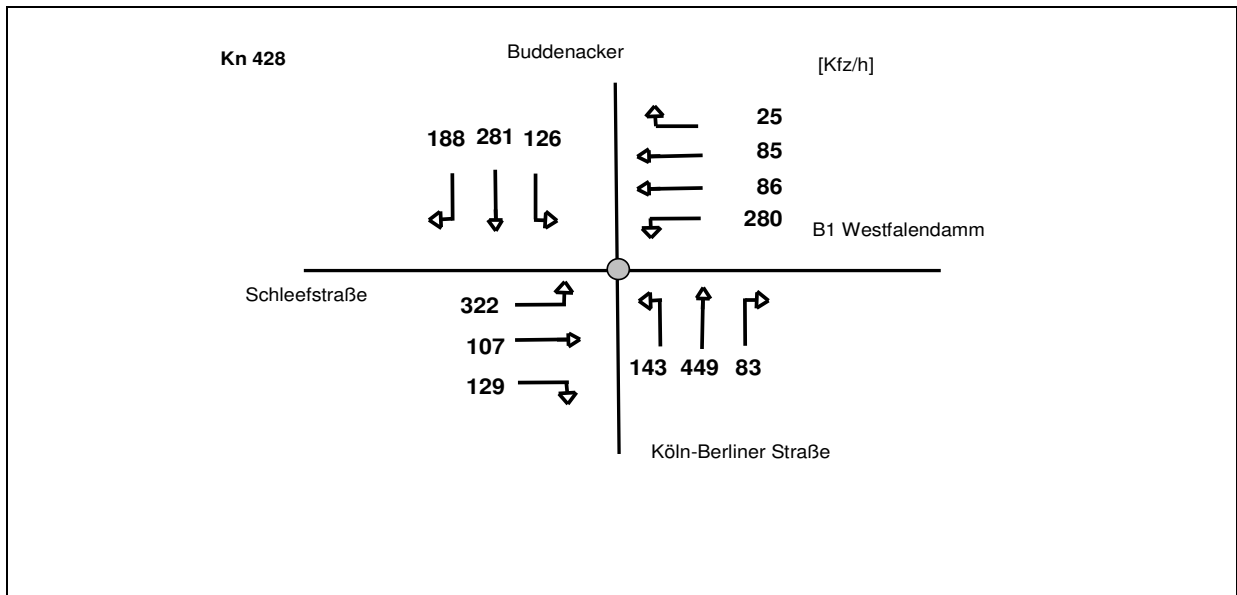 Buddenacker
Kn 428
[Kfz/h]
25
188 281 126
85
86
280
B1 Westfalendamm
Schleefstraße
322
107
143 449 83
129
Köln-Berliner Straße